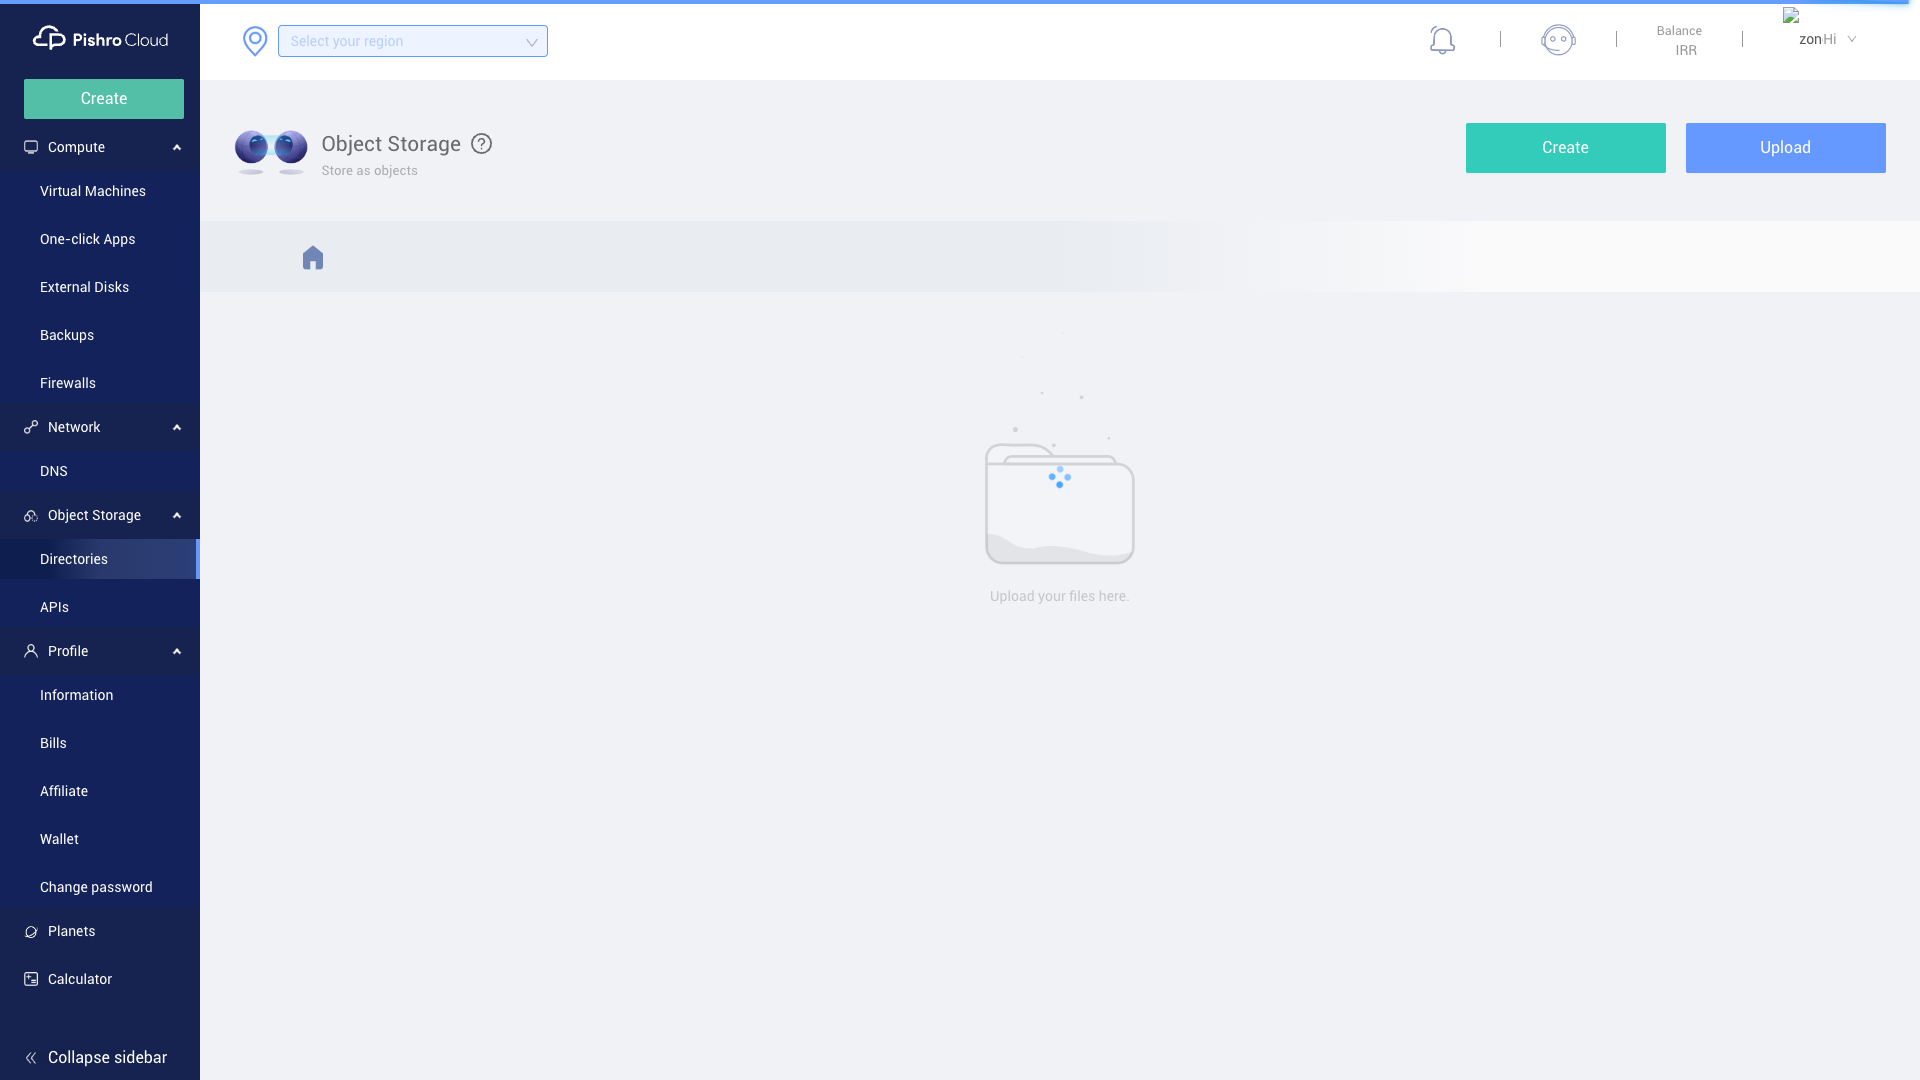 Pishro Cloud
Create
Compute
Virtual Machines
One-click Apps
External Disks
Backups
Firewalls
Network
DNS
Object Storage
Directories
APIs
Profile
Information
Bills
Affiliate
Wallet
Change password
Planets
Calculator
Collapse sidebar
Select your region
Balance
IRR
zon
Hi
Object Storage
Store as objects
Create
Upload
Upload your files here.